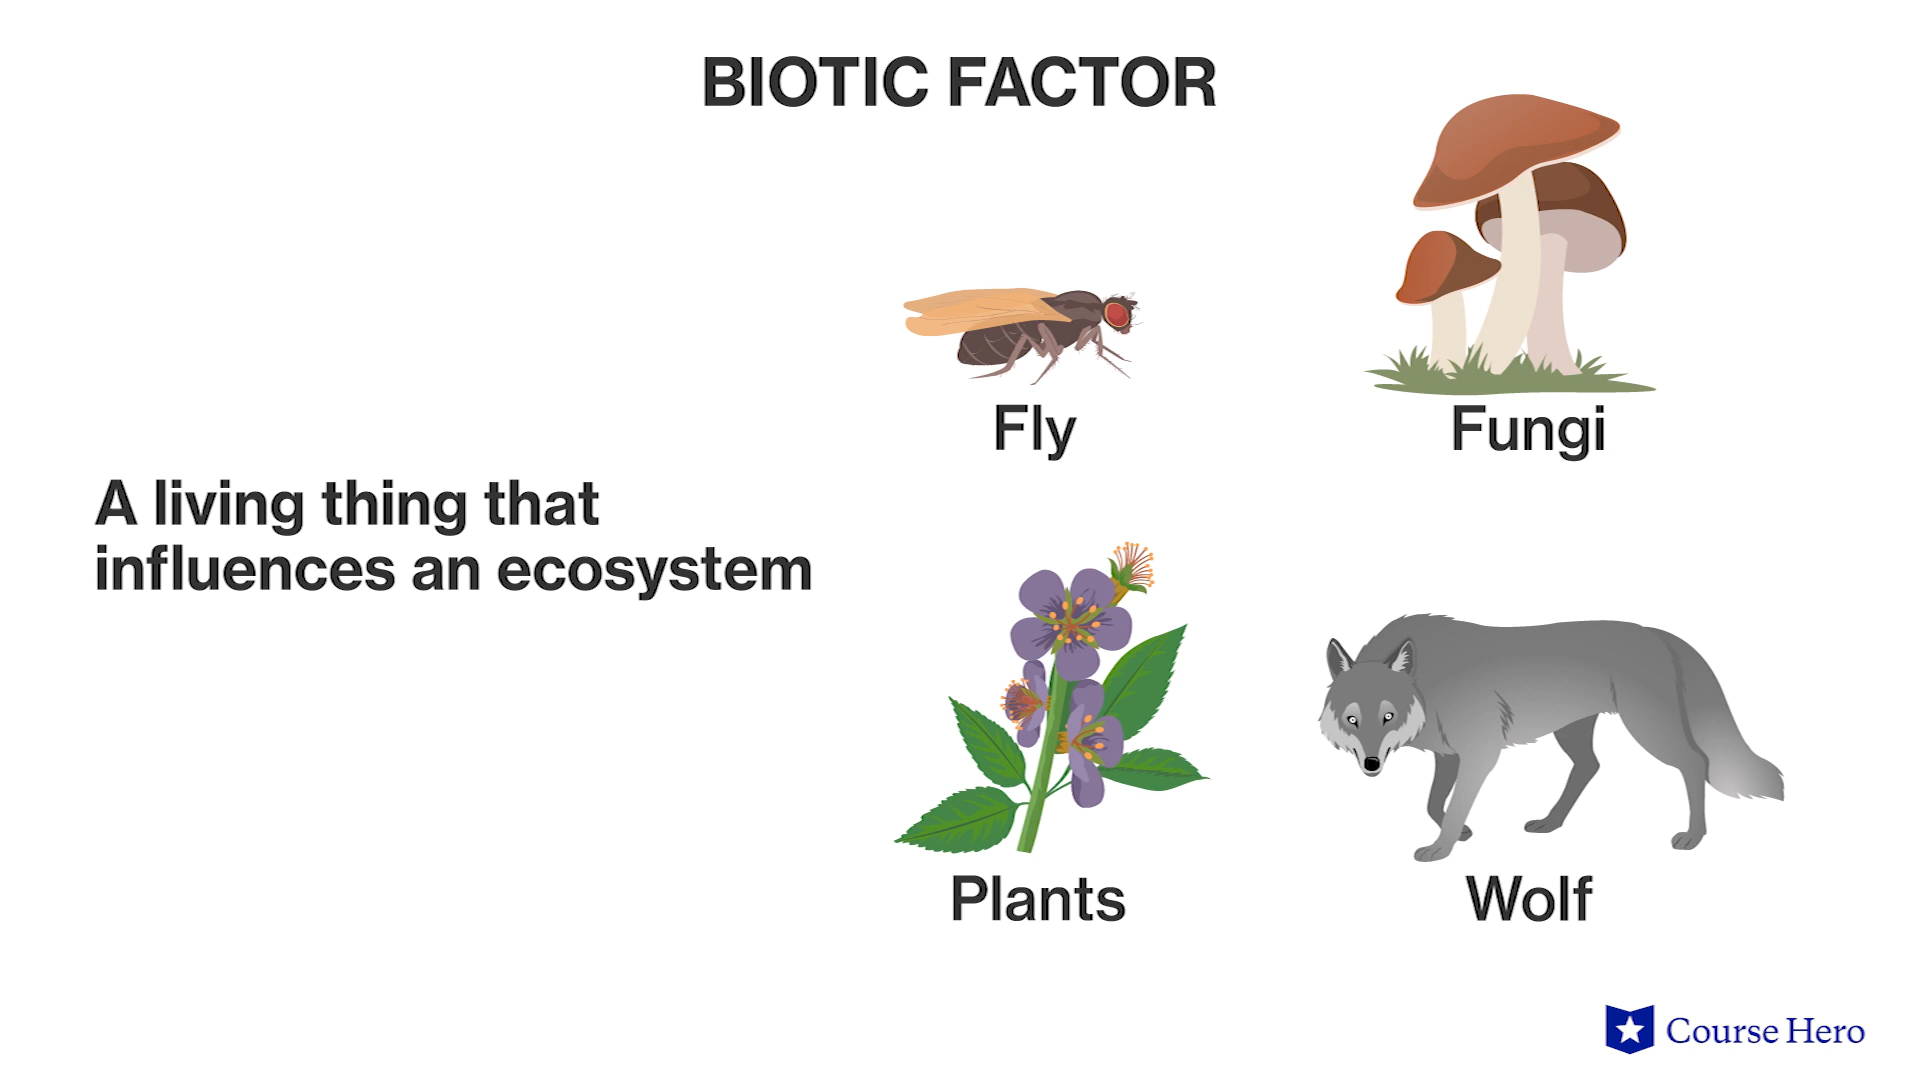 BIOTIC FACTOR
A living thing that
influences an ecosystem
Fly
Fungi
Plants
Wolf
Course Hero